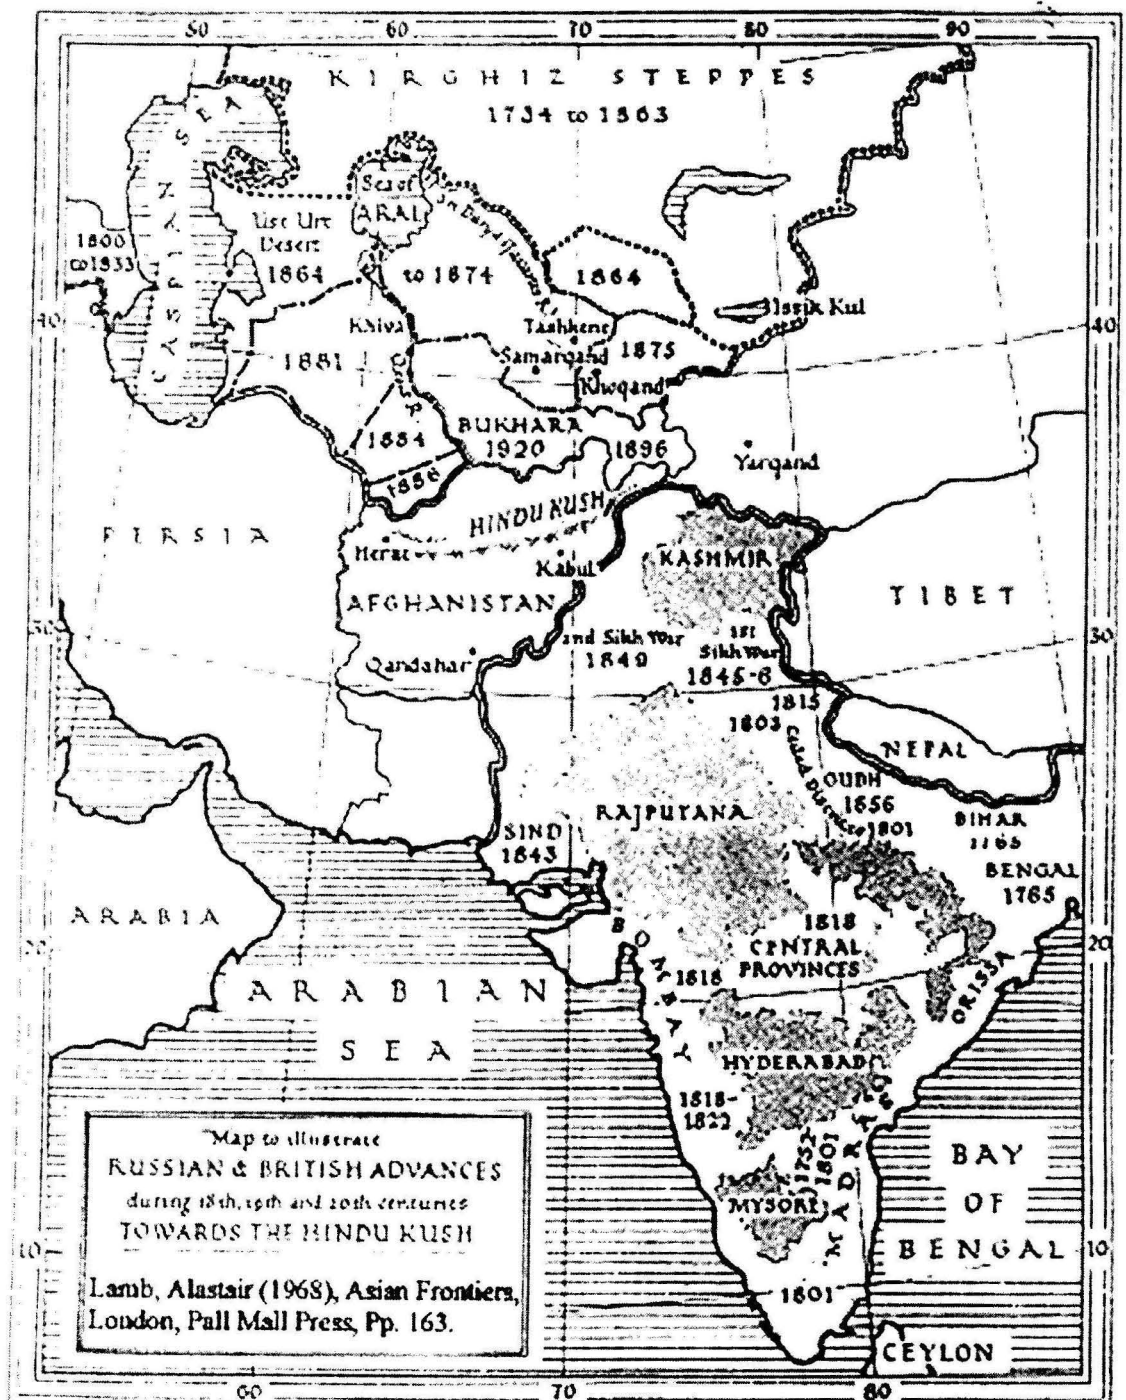 50 60 70 80 90
KIRGHIZ STEPPES
1734 to 1863
CASPIAN SEA
Sea of
ARAL
Ust Urt
Desert
1864
1800
to 1833
to 1874
1864
Issik Kul
40
40
Khiva
Tashkent
1881
Samarqand
1875
Khoqand
Oxus R
1884
BUKHARA
1920
1896
1886
Yarqand
HINDU KUSH
PERSIA
Herat
Kabul
KASHMIR
AFGHANISTAN
TIBET
30
30
2nd Sikh War
1849
1st
Sikh War
1845-6
Qandahar
1815
1803
Ceded Districts 1801
NEPAL
OUDH
1856
RAJPUTANA
BIHAR
1765
SIND
1843
BENGAL
1765
ARABIA
1818
CENTRAL
PROVINCES
20
20
BOMBAY
1818
ORISSA
ARABIAN
SEA
HYDERABAD
1818-
1822
MADRAS
1752-
1801
MYSORE
BAY
OF
BENGAL
10
10
1801
CEYLON
Map to illustrate
RUSSIAN & BRITISH ADVANCES
during 18th, 19th and 20th centuries
TOWARDS THE HINDU KUSH
Lamb, Alastair (1968), Asian Frontiers,
London, Pall Mall Press, Pp. 163.
60 70 80